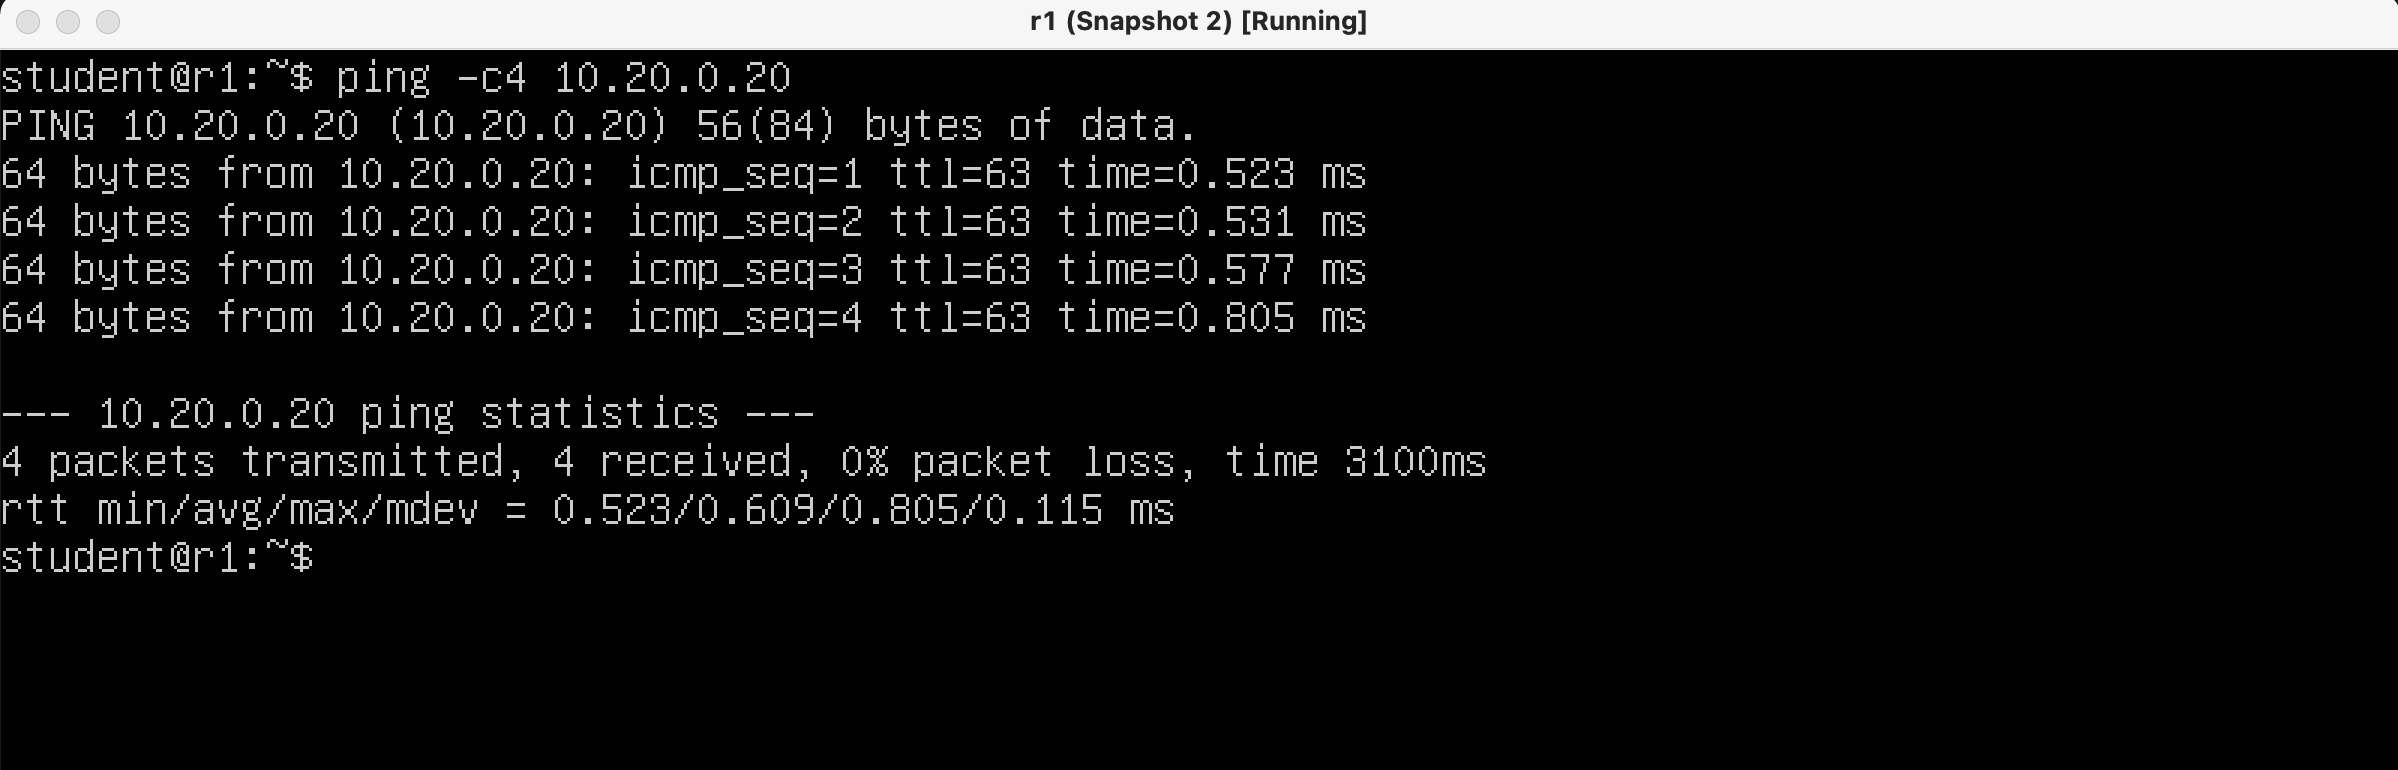 r1 (Snapshot 2) [Running]
student@r1:~$ ping -c4 10.20.0.20
PING 10.20.0.20 (10.20.0.20) 56(84) bytes of data.
64 bytes from 10.20.0.20: icmp_seq=1 ttl=63 time=0.523 ms
64 bytes from 10.20.0.20: icmp_seq=2 ttl=63 time=0.531 ms
64 bytes from 10.20.0.20: icmp_seq=3 ttl=63 time=0.577 ms
64 bytes from 10.20.0.20: icmp_seq=4 ttl=63 time=0.805 ms
--- 10.20.0.20 ping statistics ---
4 packets transmitted, 4 received, 0% packet loss, time 3100ms
rtt min/avg/max/mdev = 0.523/0.609/0.805/0.115 ms
student@r1:~$